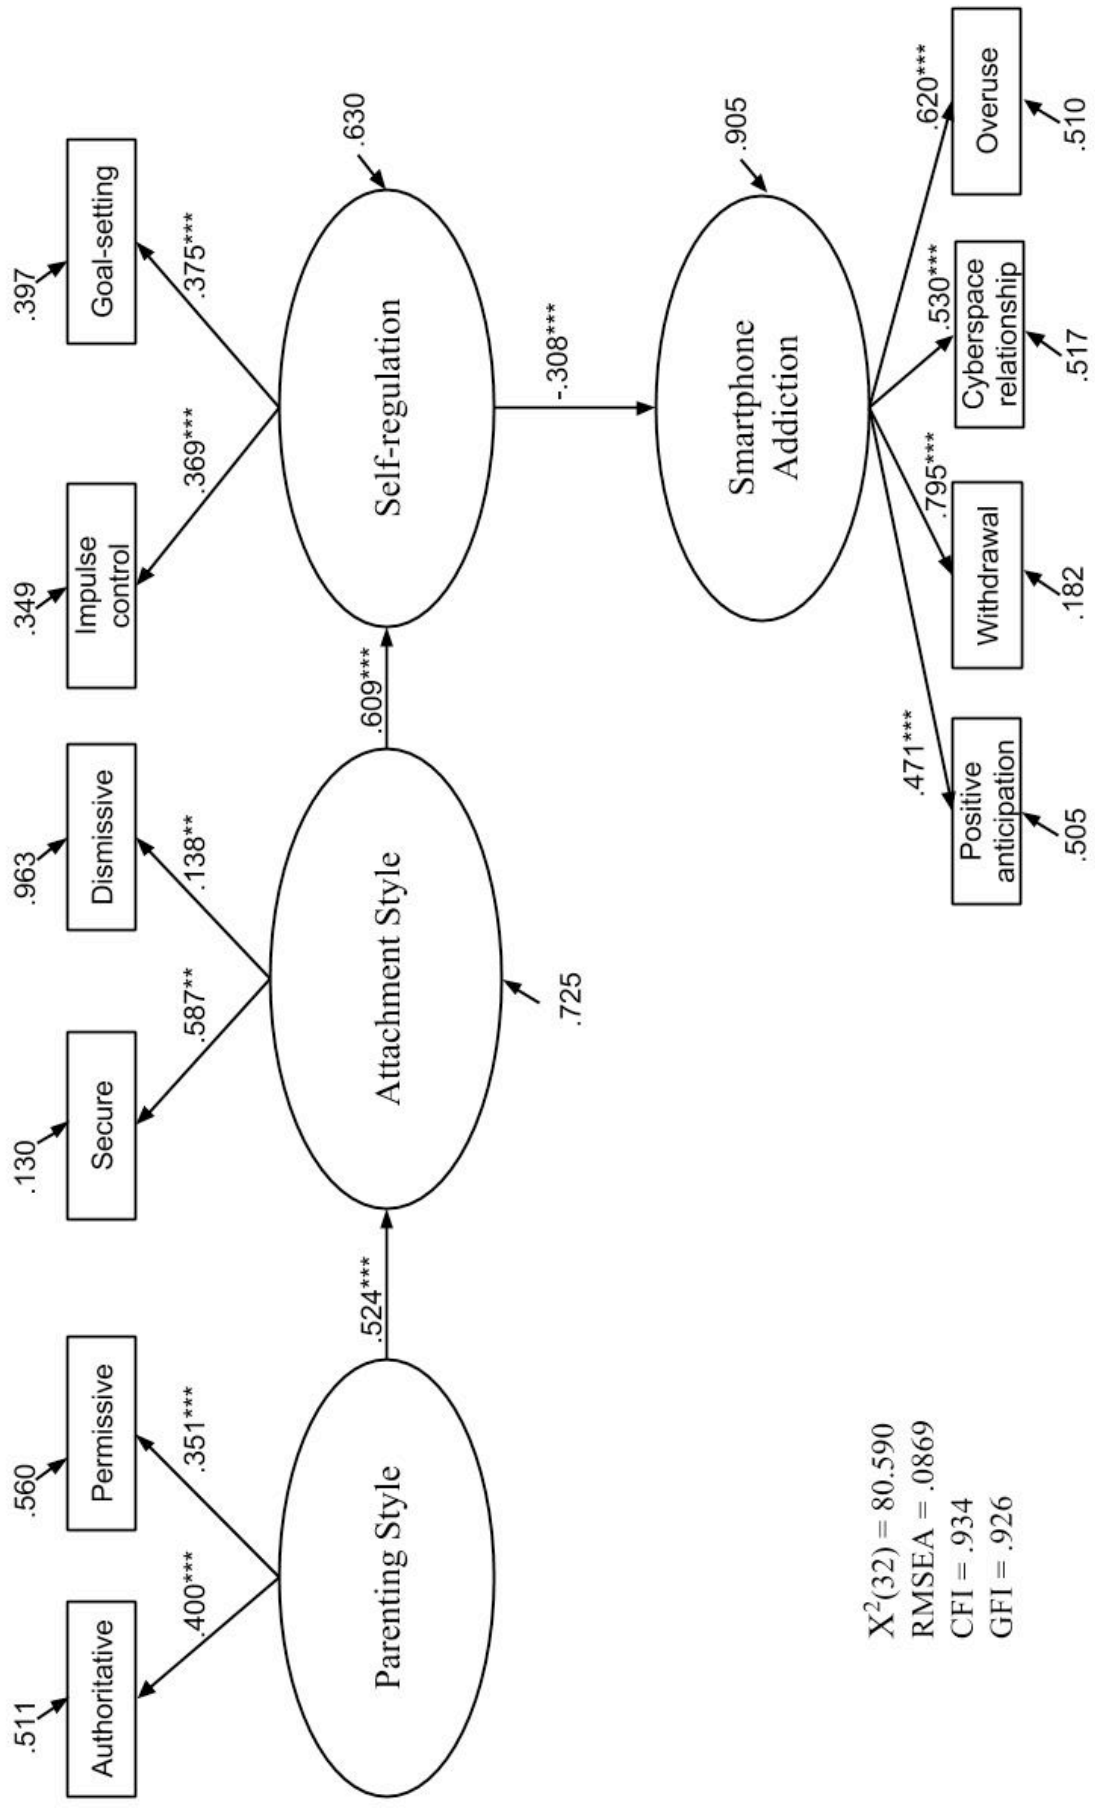 .511
.560
.130
.963
.349
.397
Authoritative
Permissive
Secure
Dismissive
Impulse
control
Goal-setting
.400***
.351***
.587**
.138**
.369***
.375***
Parenting Style
.524***
Attachment Style
.609***
Self-regulation
.630
.725
-.308***
Smartphone
Addiction
.905
.471***
.795***
.530***
.620***
Positive
anticipation
Withdrawal
Cyberspace
relationship
Overuse
.505
.182
.517
.510
X²(32) = 80.590
RMSEA = .0869
CFI = .934
GFI = .926